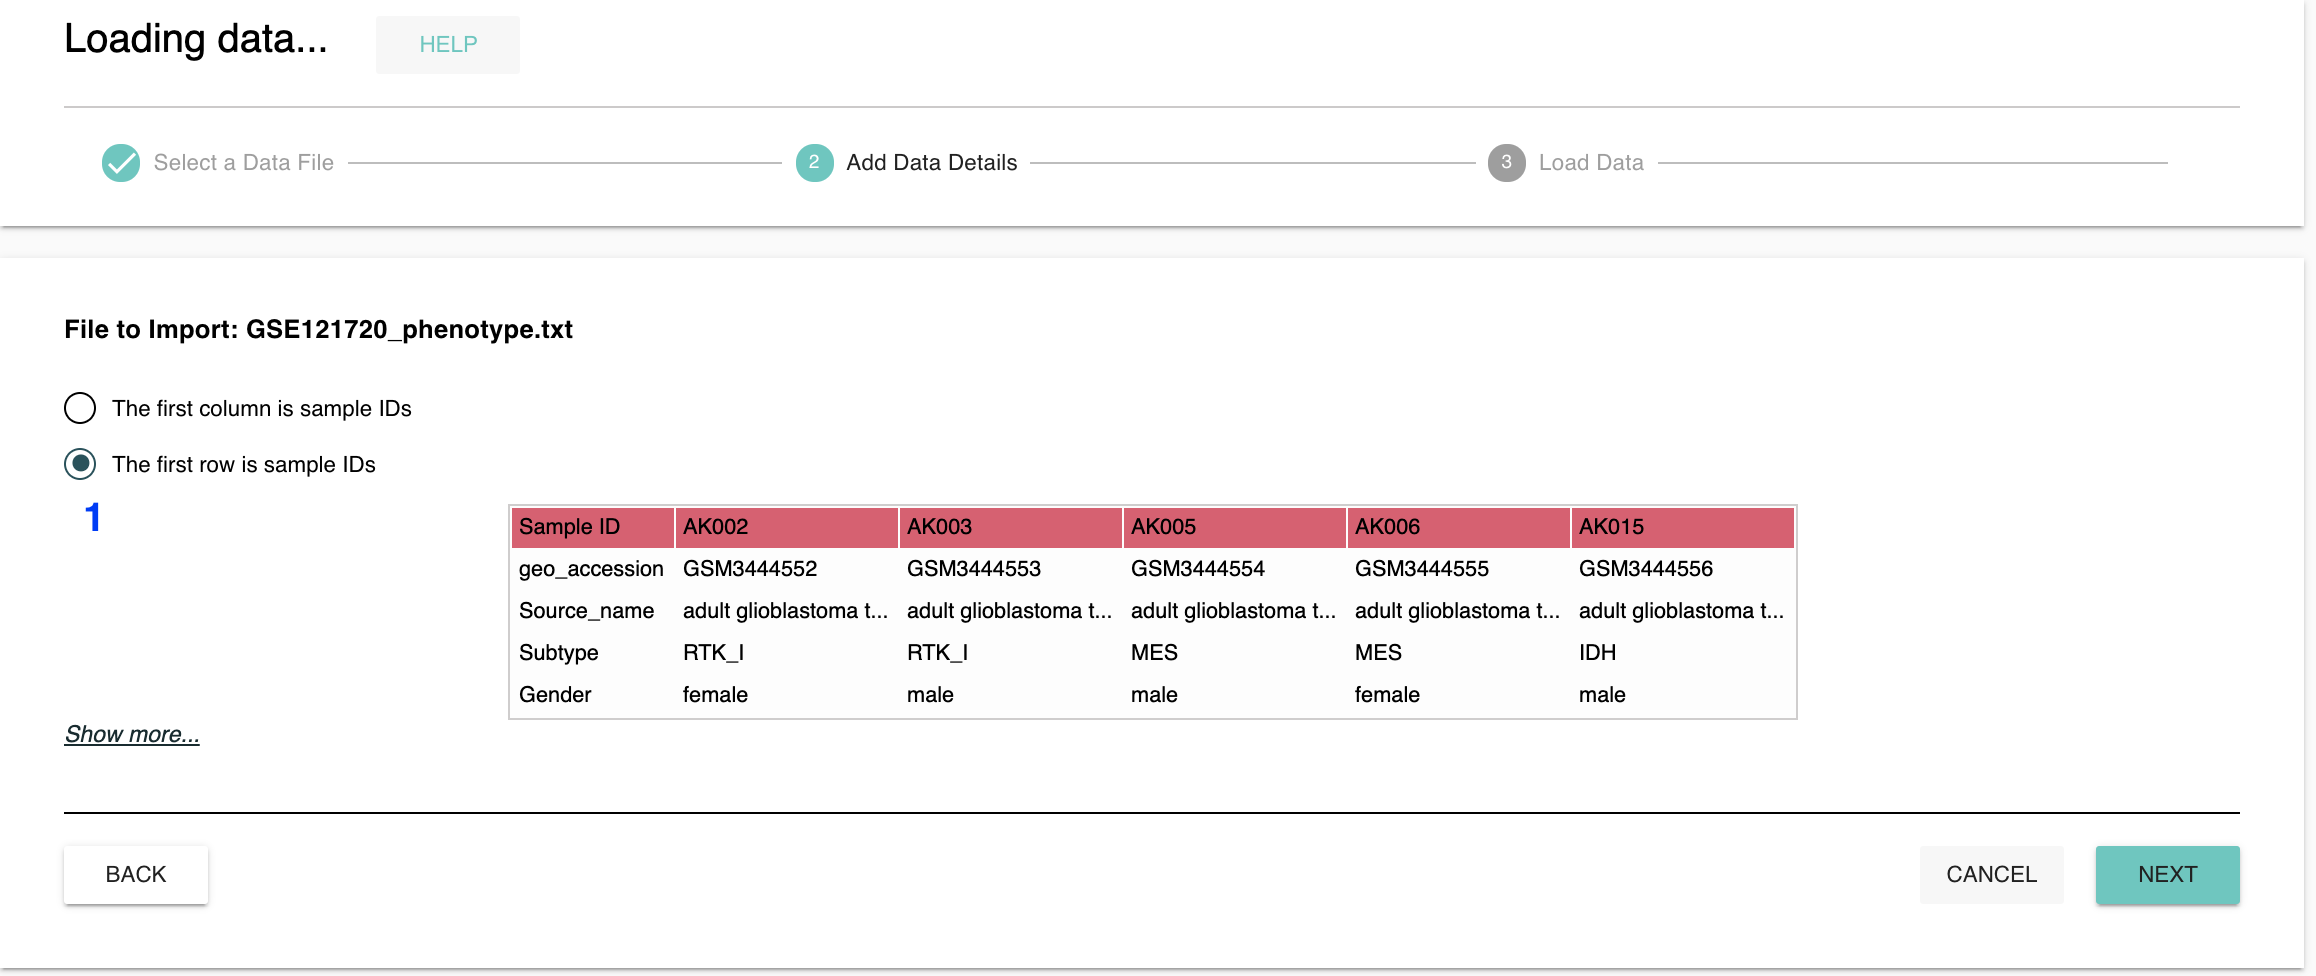 Loading data... HELP
Select a Data File 2 Add Data Details 3 Load Data
File to Import: GSE121720_phenotype.txt
The first column is sample IDs
The first row is sample IDs
1
Sample ID AK002 AK003 AK005 AK006 AK015
geo_accession GSM3444552 GSM3444553 GSM3444554 GSM3444555 GSM3444556
Source_name adult glioblastoma t... adult glioblastoma t... adult glioblastoma t... adult glioblastoma t... adult glioblastoma t...
Subtype RTK_I RTK_I MES MES IDH
Gender female male male female male
Show more...
BACK CANCEL NEXT